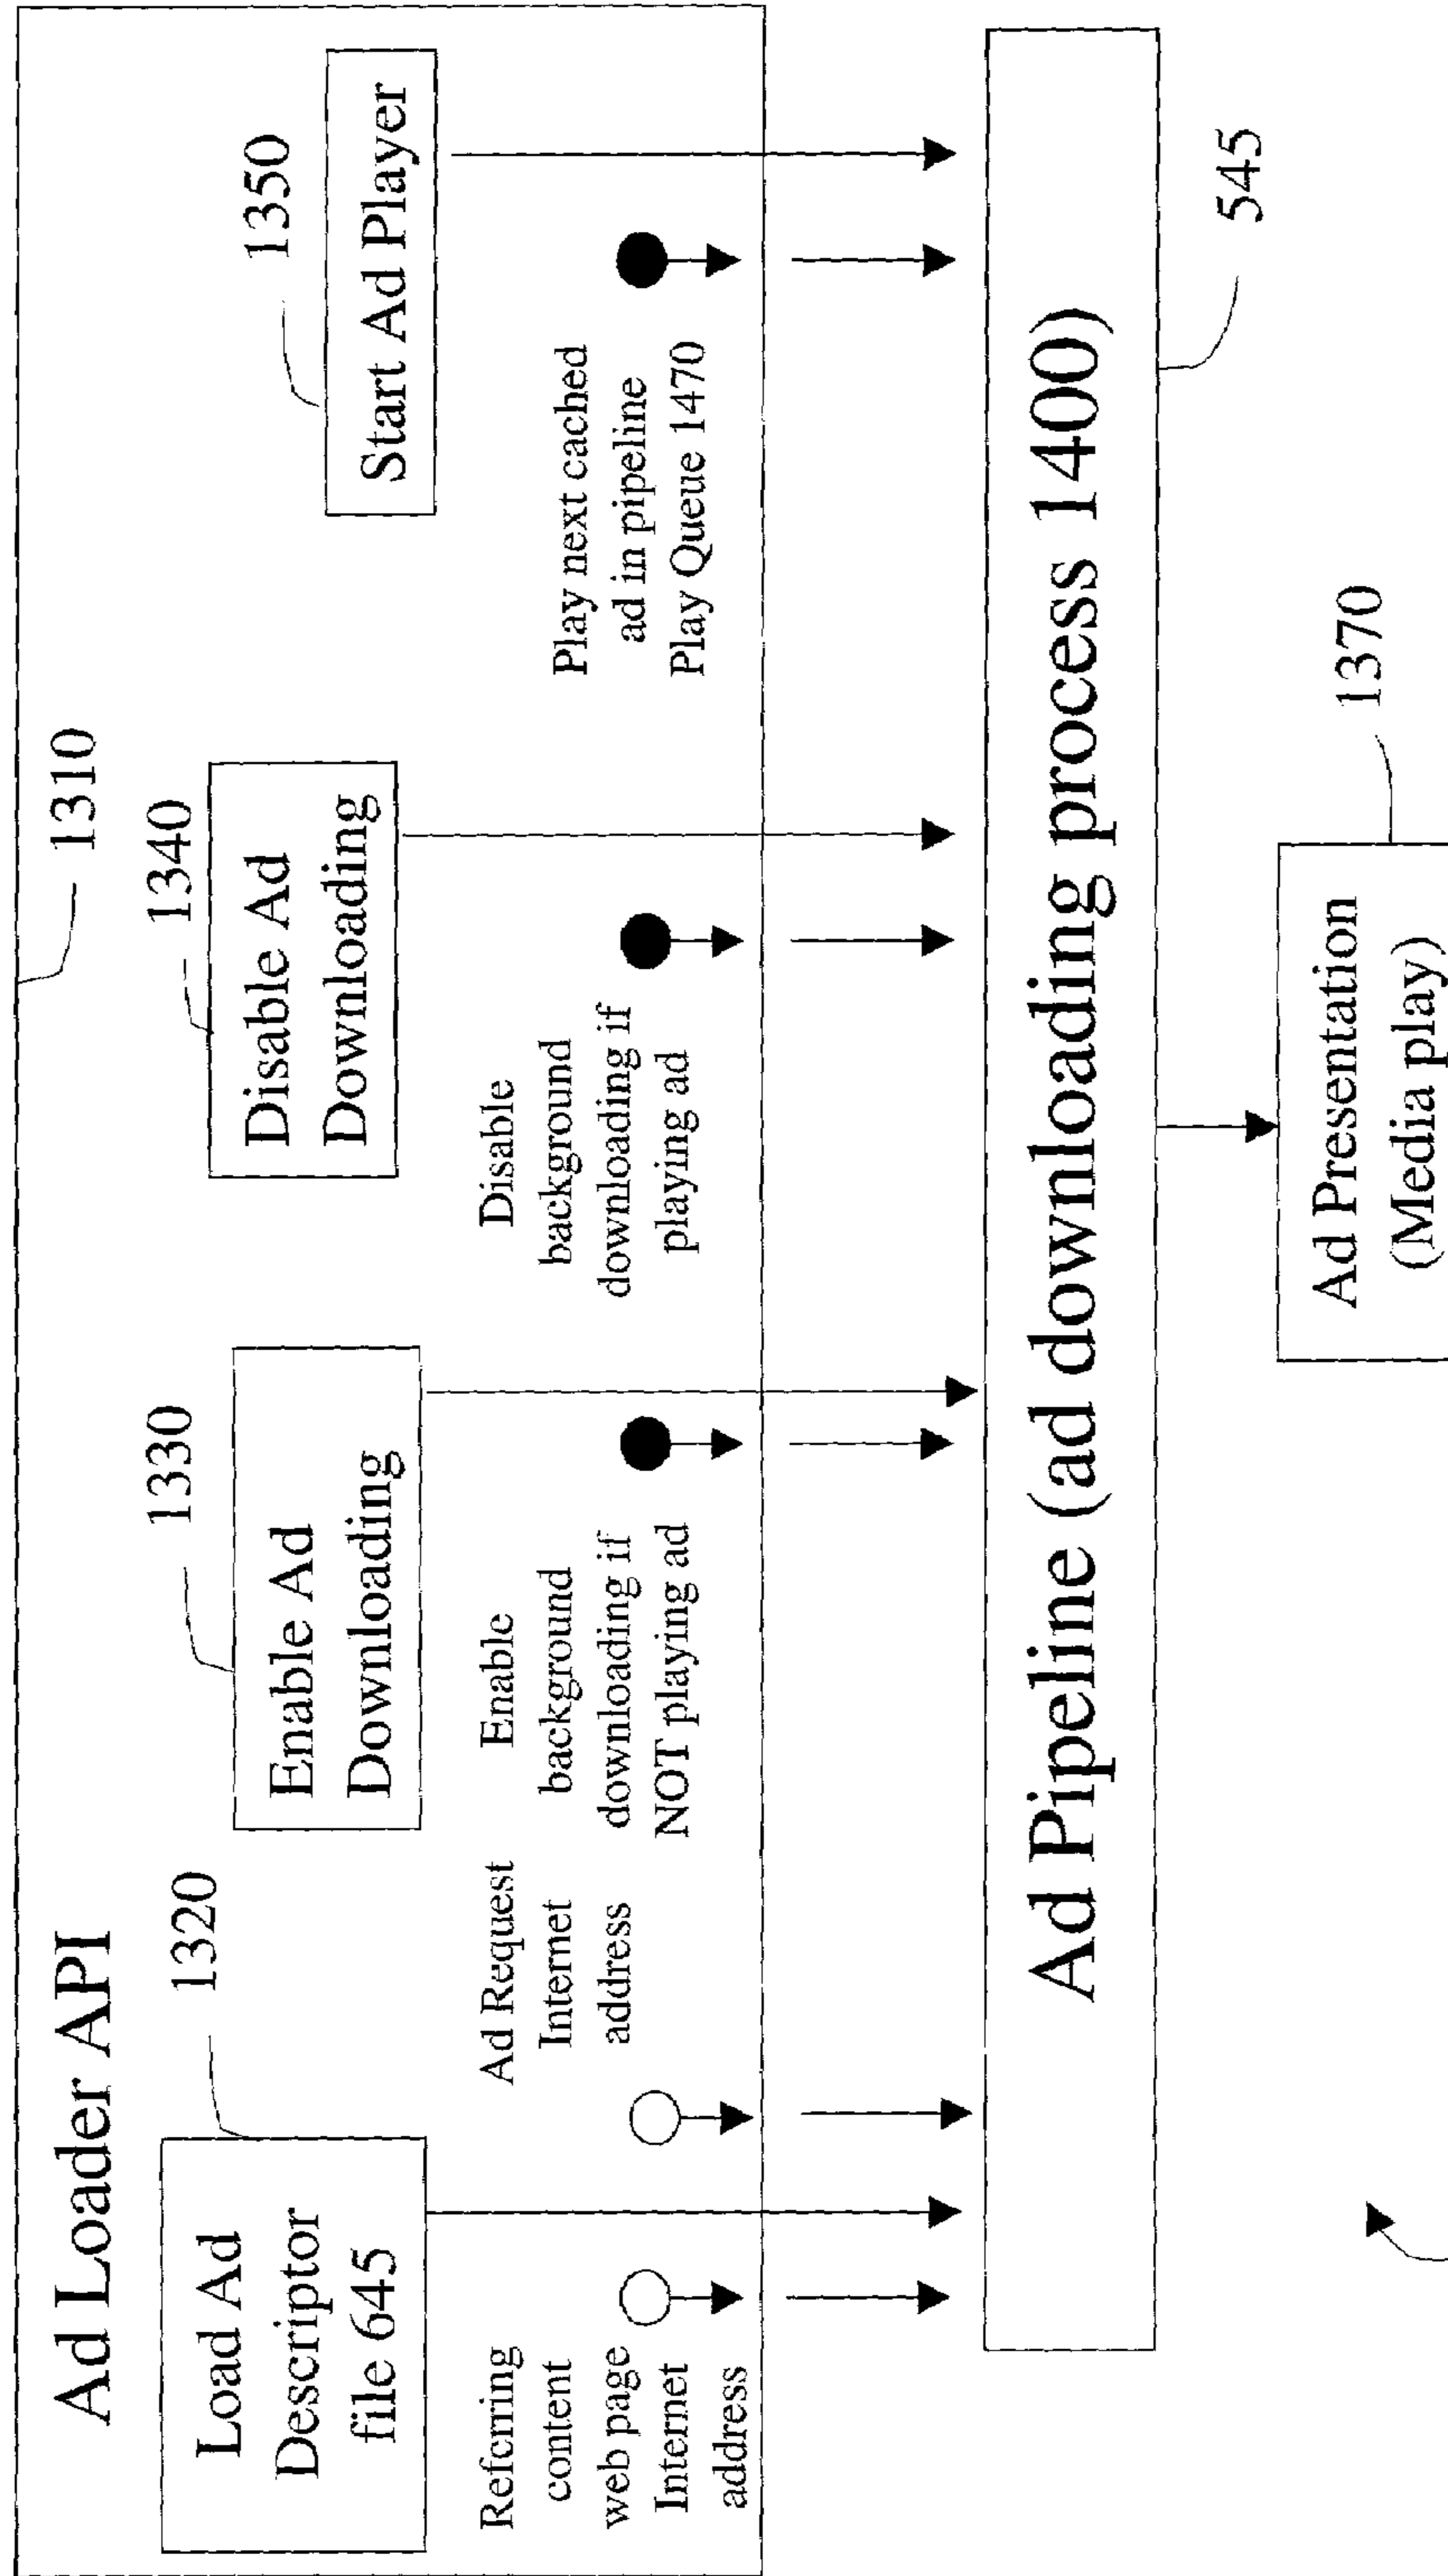 Ad Loader API
1310
1320
Load Ad
Descriptor
file 645
1330
Enable Ad
Downloading
1340
Disable Ad
Downloading
1350
Start Ad Player
Referring
content
web page
Internet
address
Ad Request
Internet
address
Enable
background
downloading if
NOT playing ad
Disable
background
downloading if
playing ad
Play next cached
ad in pipeline
Play Queue 1470
Ad Pipeline (ad downloading process 1400)
545
Ad Presentation
(Media play)
1370